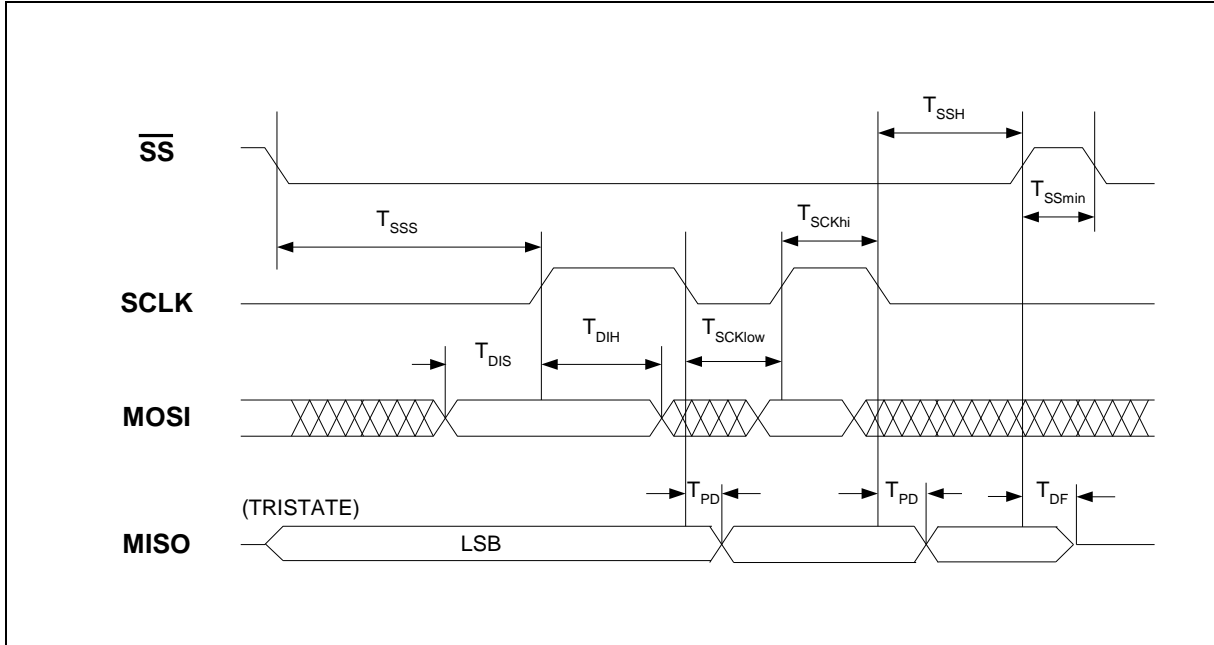 T_SSH
SS
T_SSmin
T_SSS
T_SCKhi
SCLK
T_DIS
T_DIH
T_SCKlow
MOSI
(TRISTATE)
T_PD
T_PD
T_DF
MISO
LSB